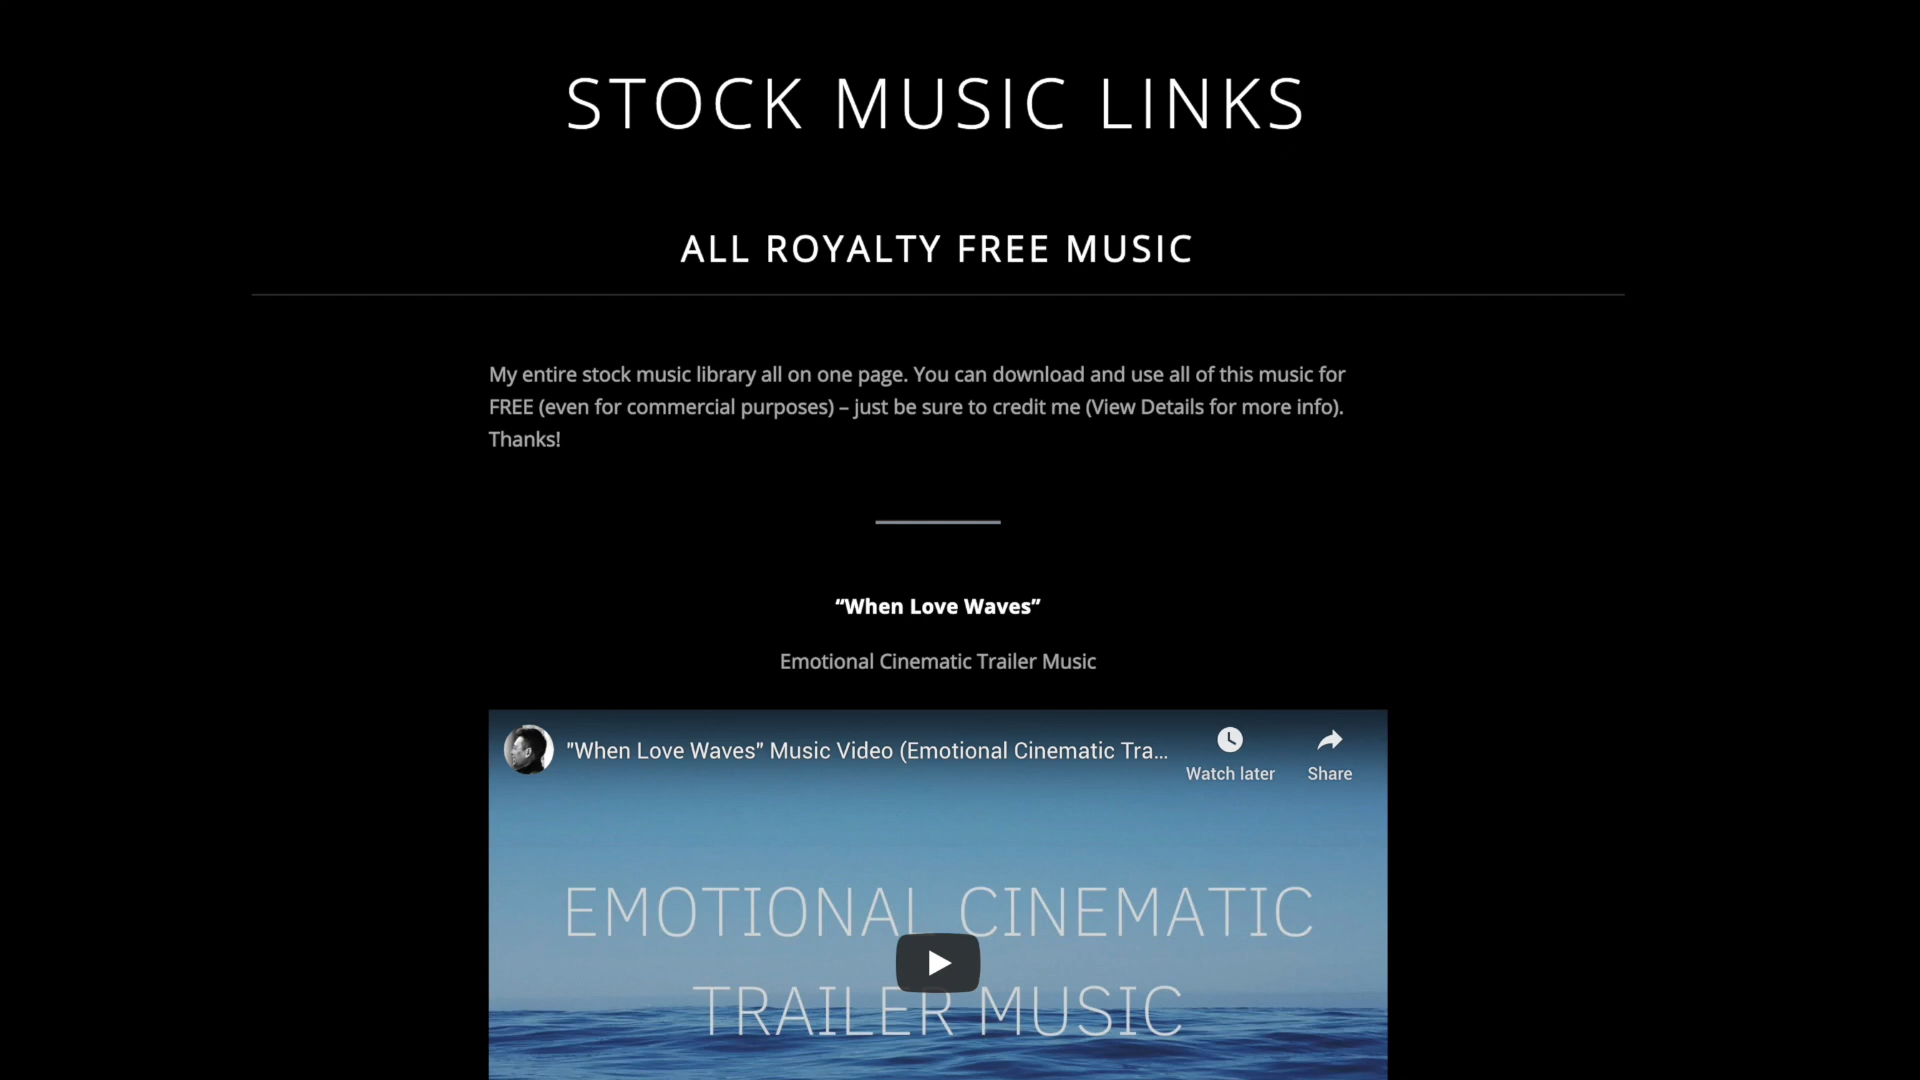 STOCK MUSIC LINKS
ALL ROYALTY FREE MUSIC
My entire stock music library all on one page. You can download and use all of this music for
FREE (even for commercial purposes) – just be sure to credit me (View Details for more info).
Thanks!
“When Love Waves”
Emotional Cinematic Trailer Music
"When Love Waves" Music Video (Emotional Cinematic Tra...
Watch later
Share
EMOTIONAL CINEMATIC
TRAILER MUSIC